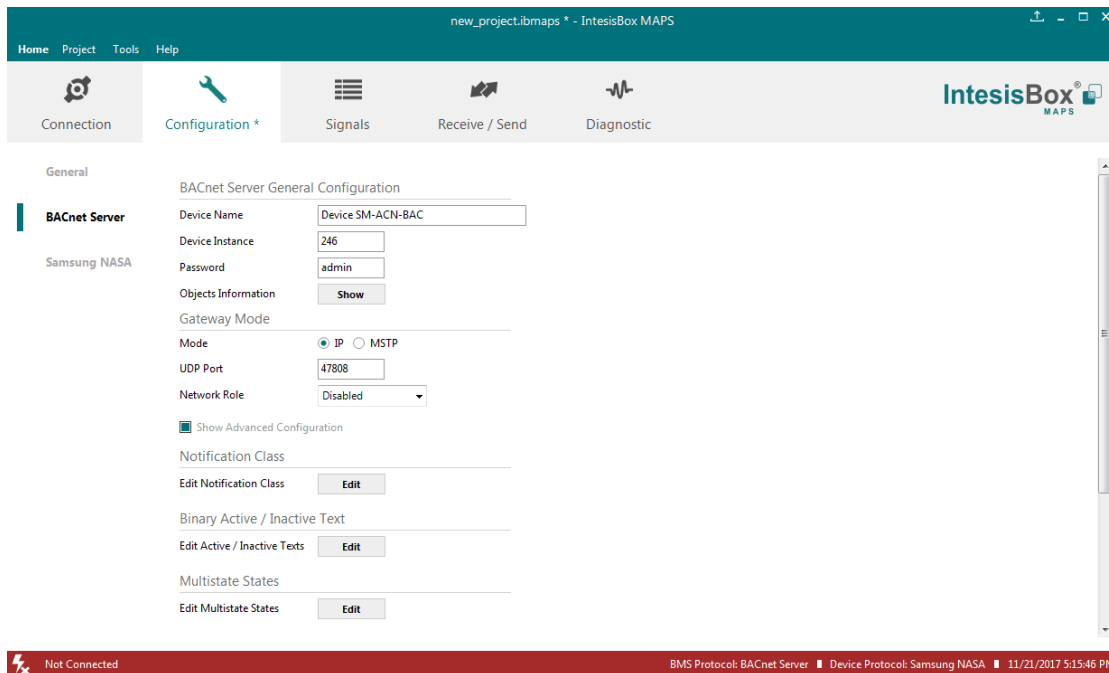 new_project.ibmaps * - IntesisBox MAPS
Home Project Tools Help
Connection Configuration * Signals Receive / Send Diagnostic
IntesisBox®
MAPS
General
BACnet Server
Samsung NASA
BACnet Server General Configuration
Device Name Device SM-ACN-BAC
Device Instance 246
Password admin
Objects Information Show
Gateway Mode
Mode IP MSTP
UDP Port 47808
Network Role Disabled
Show Advanced Configuration
Notification Class
Edit Notification Class Edit
Binary Active / Inactive Text
Edit Active / Inactive Texts Edit
Multistate States
Edit Multistate States Edit
Not Connected BMS Protocol: BACnet Server Device Protocol: Samsung NASA 11/21/2017 5:15:46 PM